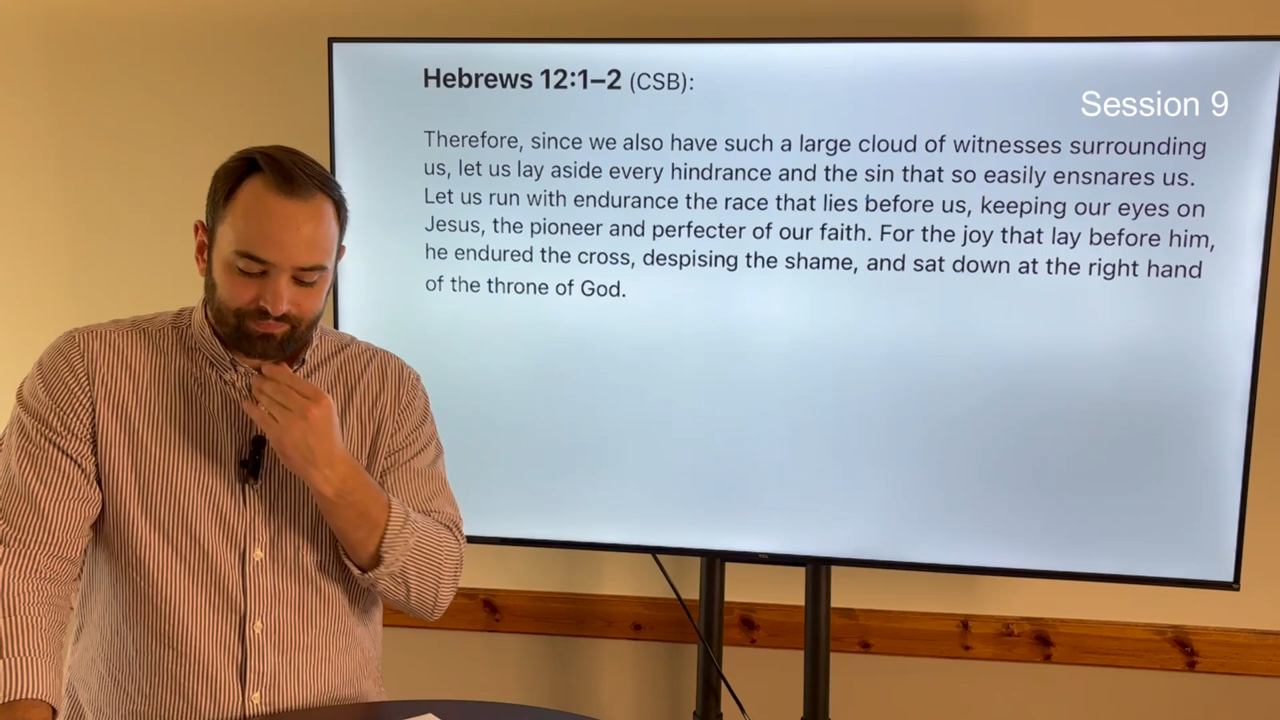 Hebrews 12:1–2 (CSB):
Session 9
Therefore, since we also have such a large cloud of witnesses surrounding
us, let us lay aside every hindrance and the sin that so easily ensnares us.
Let us run with endurance the race that lies before us, keeping our eyes on
Jesus, the pioneer and perfecter of our faith. For the joy that lay before him,
he endured the cross, despising the shame, and sat down at the right hand
of the throne of God.
TCL